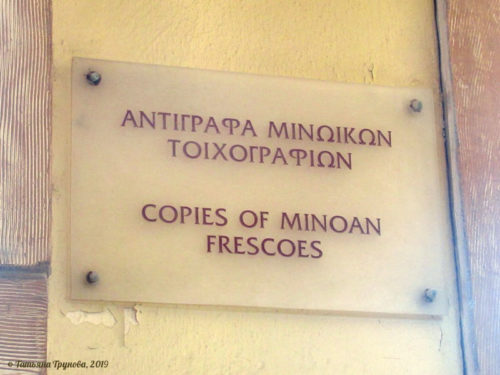 ΑΝΤΙΓΡΑΦΑ ΜΙΝΩΙΚΩΝ
ΤΟΙΧΟΓΡΑΦΙΩΝ
COPIES OF MINOAN
FRESCOES
© Татьяна Трунова, 2019